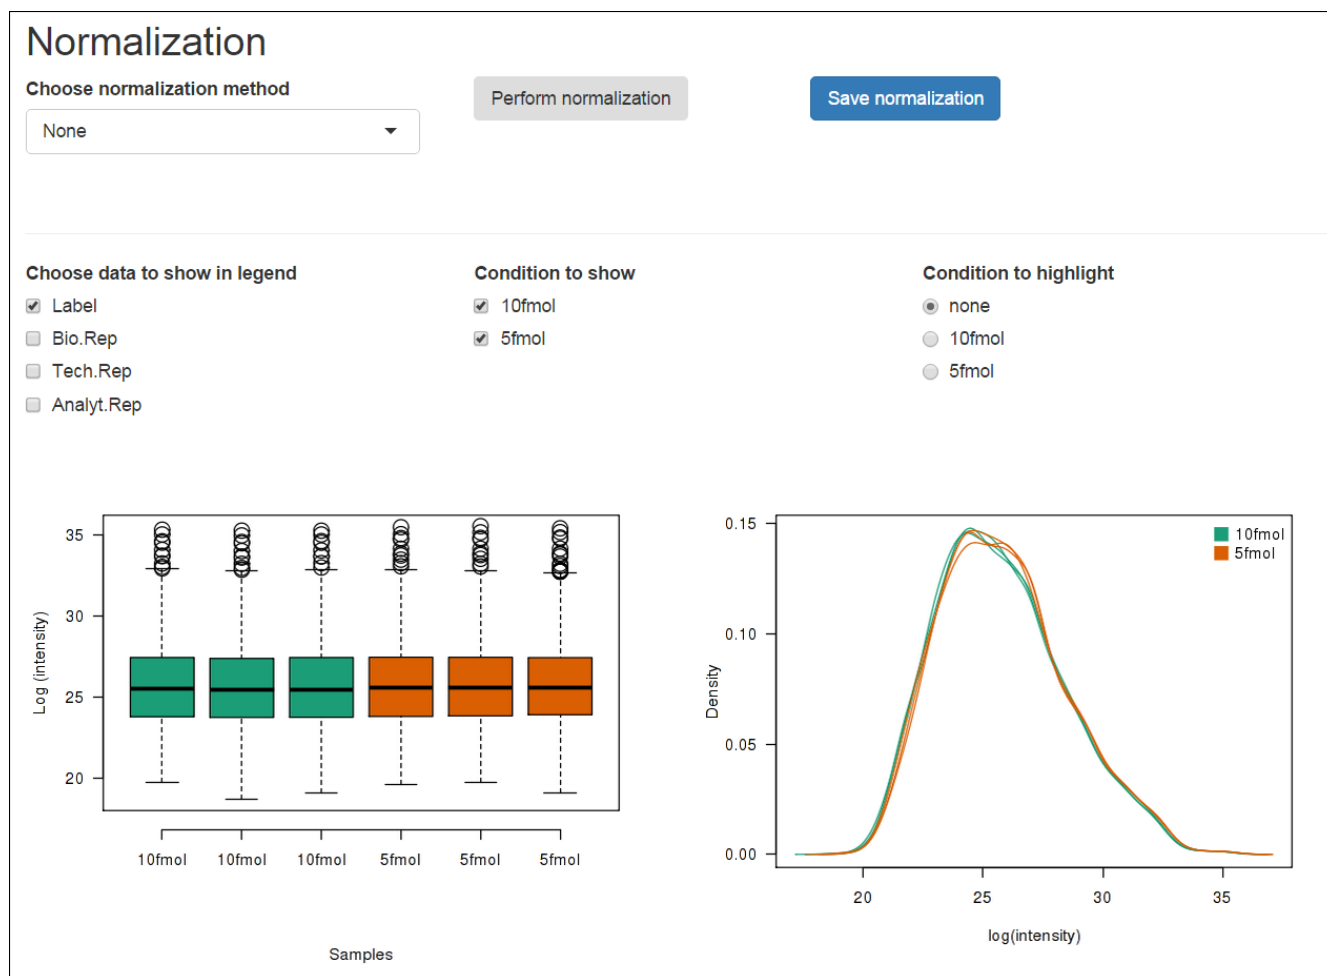 Normalization
Choose normalization method
None
Perform normalization
Save normalization
Choose data to show in legend
Label
Bio.Rep
Tech.Rep
Analyt.Rep
Condition to show
10fmol
5fmol
Condition to highlight
none
10fmol
5fmol
Log (intensity)
35
30
25
20
10fmol 10fmol 10fmol 5fmol 5fmol 5fmol
Samples
Density
0.15
0.10
0.05
0.00
10fmol
5fmol
20 25 30 35
log(intensity)